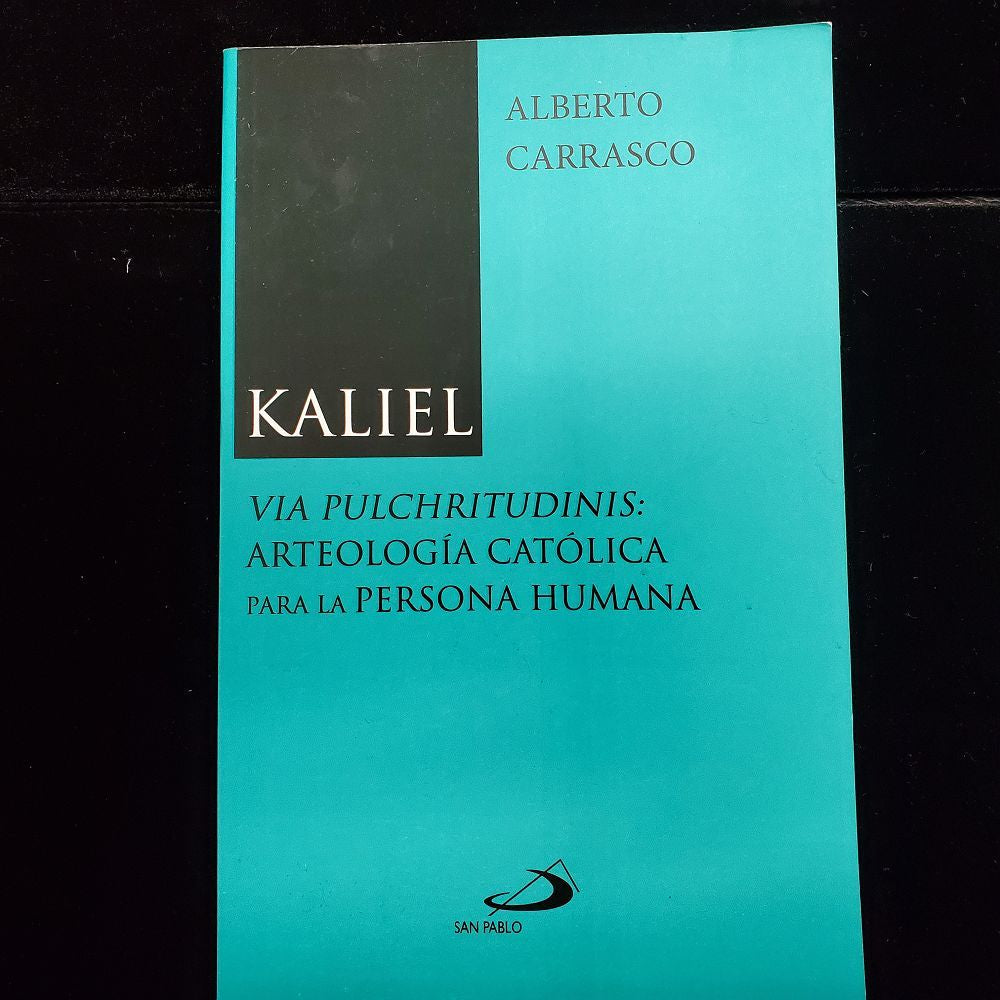 ALBERTO
CARRASCO
KALIEL
VIA PULCHRITUDINIS:
ARTEOLOGÍA CATÓLICA
PARA LA PERSONA HUMANA
SAN PABLO